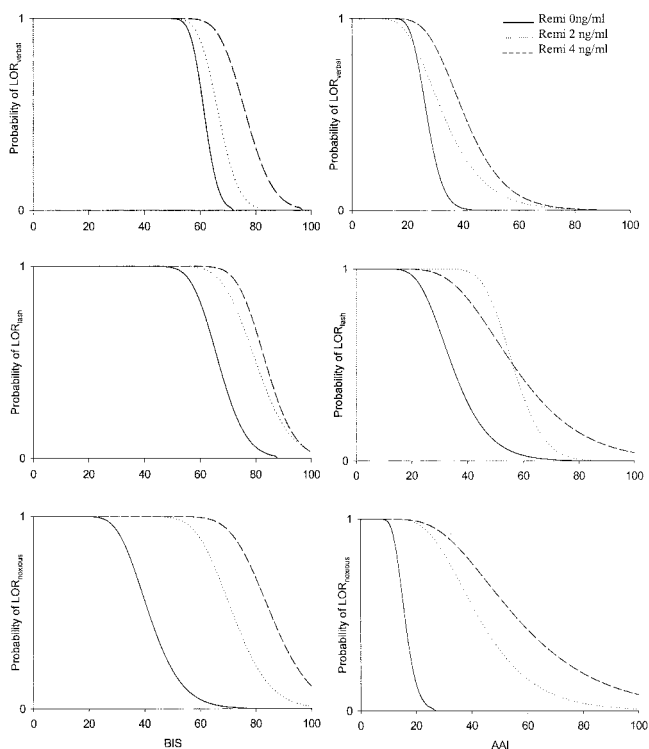 Remi 0ng/ml
Remi 2 ng/ml
Remi 4 ng/ml
Probability of LORverbal
1
0
0 20 40 60 80 100
Probability of LORverbal
1
0
0 20 40 60 80 100
Probability of LORlash
1
0
0 20 40 60 80 100
Probability of LORlash
1
0
0 20 40 60 80 100
Probability of LORnoxious
1
0
0 20 40 60 80 100
BIS
Probability of LORnoxious
1
0
0 20 40 60 80 100
AAI